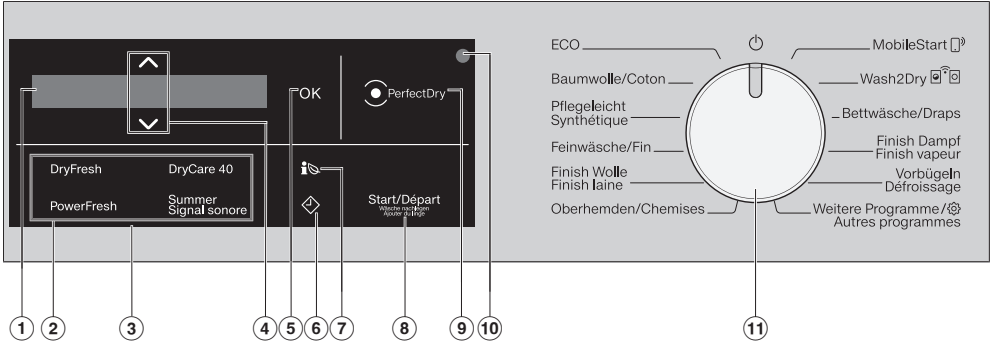 OK
PerfectDry
DryFresh
DryCare 40
PowerFresh
Summer
Signal sonore
Start/Départ
Wäsche nachlegen
Ajouter du linge
ECO
Baumwolle/Coton
Pflegeleicht
Synthétique
Feinwäsche/Fin
Finish Wolle
Finish laine
Oberhemden/Chemises
MobileStart
Wash2Dry
Bettwäsche/Draps
Finish Dampf
Finish vapeur
Vorbügeln
Défroissage
Weitere Programme/
Autres programmes
1 2 3 4 5 6 7 8 9 10 11